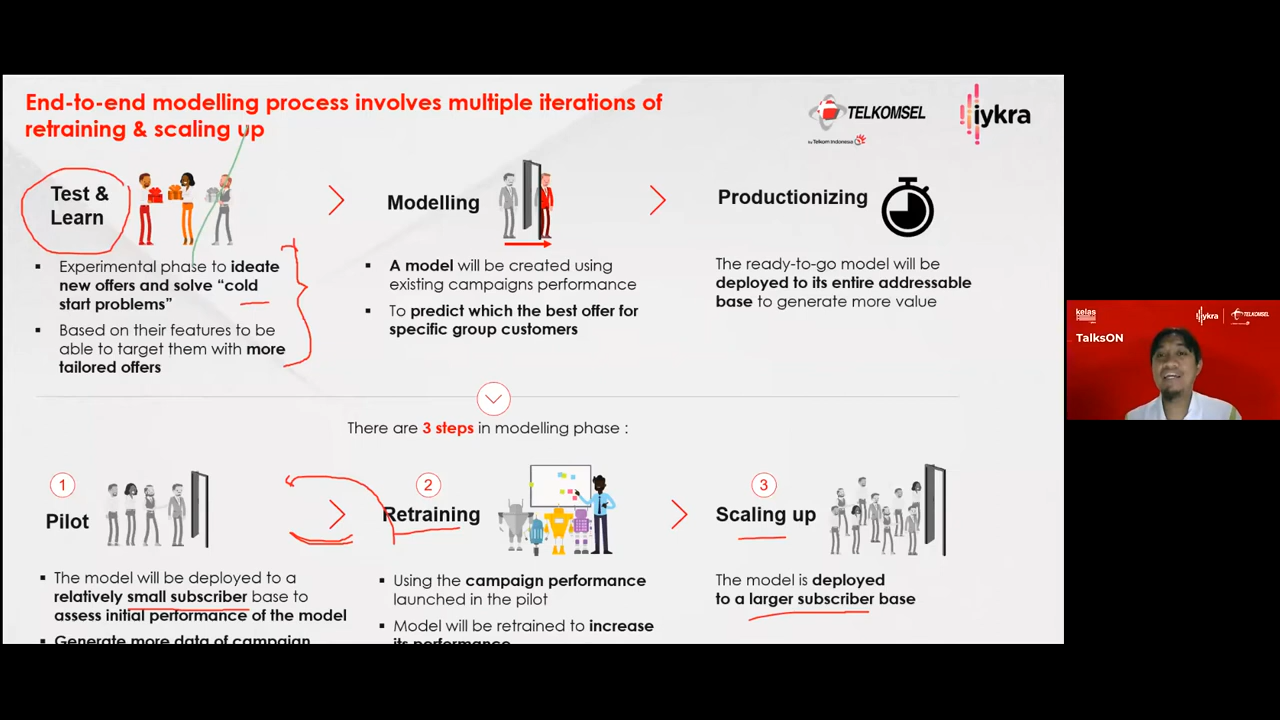 End-to-end modelling process involves multiple iterations of
retraining & scaling up
TELKOMSEL
by Telkom Indonesia
iykra
Test &
Learn
Modelling
Productionizing
▪ Experimental phase to ideate
new offers and solve “cold
start problems”
▪ Based on their features to be
able to target them with more
tailored offers
▪ A model will be created using
existing campaigns performance
▪ To predict which the best offer for
specific group customers
The ready-to-go model will be
deployed to its entire addressable
base to generate more value
There are 3 steps in modelling phase :
1
Pilot
2
Retraining
3
Scaling up
▪ The model will be deployed to a
relatively small subscriber base to
assess initial performance of the model
▪ Generate more data of campaign
▪ Using the campaign performance
launched in the pilot
▪ Model will be retrained to increase
its performance
The model is deployed
to a larger subscriber base
kelas
iykra
TELKOMSEL
TalksON